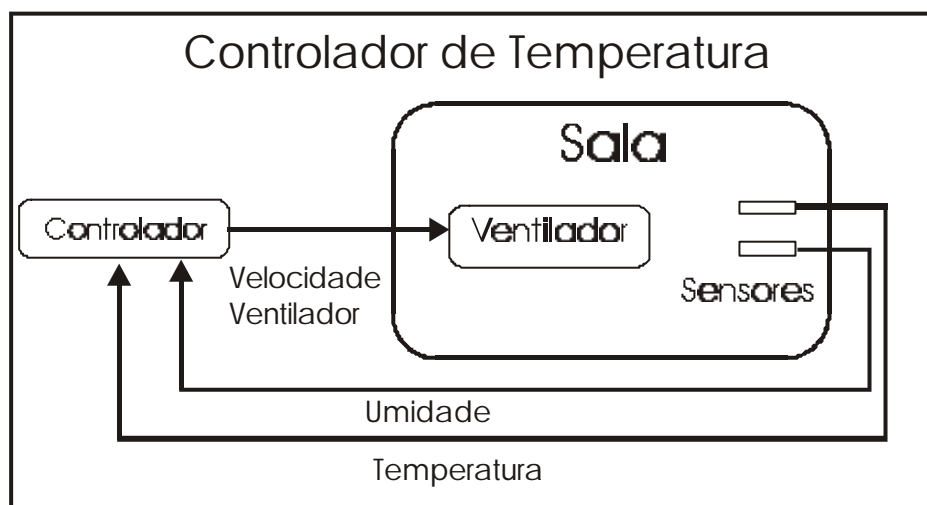 Controlador de Temperatura
Sala
Controlador
Ventilador
Velocidade
Ventilador
Sensores
Umidade
Temperatura